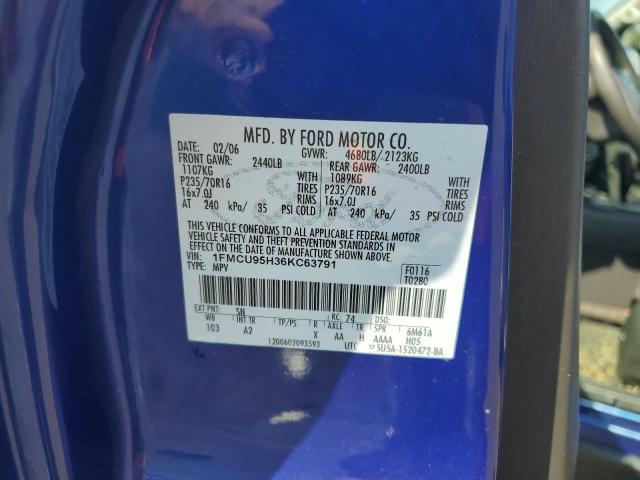 MFD. BY FORD MOTOR CO.
DATE: 02/06 GVWR: 4680LB/ 2123KG
FRONT GAWR: 2440LB REAR GAWR: 2400LB
1107KG 1089KG
P235/70R16 WITH TIRES P235/70R16 WITH TIRES
16x7.0J RIMS 16x7.0J RIMS
AT 240 kPa/ 35 PSI COLD AT 240 kPa/ 35 PSI COLD
THIS VEHICLE CONFORMS TO ALL APPLICABLE FEDERAL MOTOR
VEHICLE SAFETY AND THEFT PREVENTION STANDARDS IN
EFFECT ON THE DATE OF MANUFACTURE SHOWN ABOVE.
VIN: 1FMCU95H36KC63791
TYPE: MPV
F0116
T0280
EXT PNT: SN RC: 74 DSO:
WB INT TR TP/PS R AXLE TR SPR 6M61A
103 A2 X AA H AAAA H05
1200602093593 UTC ▽5USA-1520472-BA